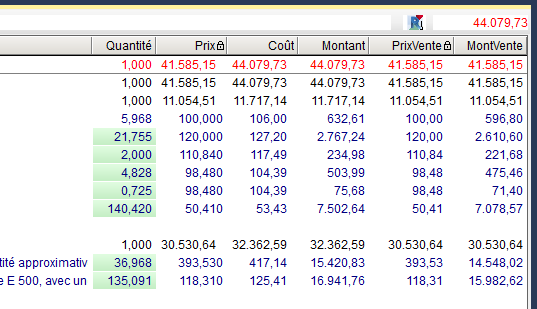 44.079,73
Quantité Prix Coût Montant PrixVente MontVente
1,000 41.585,15 44.079,73 44.079,73 41.585,15 41.585,15
1,000 41.585,15 44.079,73 44.079,73 41.585,15 41.585,15
1,000 11.054,51 11.717,14 11.717,14 11.054,51 11.054,51
5,968 100,000 106,00 632,61 100,00 596,80
21,755 120,000 127,20 2.767,24 120,00 2.610,60
2,000 110,840 117,49 234,98 110,84 221,68
4,828 98,480 104,39 503,99 98,48 475,46
0,725 98,480 104,39 75,68 98,48 71,40
140,420 50,410 53,43 7.502,64 50,41 7.078,57
1,000 30.530,64 32.362,59 32.362,59 30.530,64 30.530,64
tité approximativ 36,968 393,530 417,14 15.420,83 393,53 14.548,02
e E 500, avec un 135,091 118,310 125,41 16.941,76 118,31 15.982,62